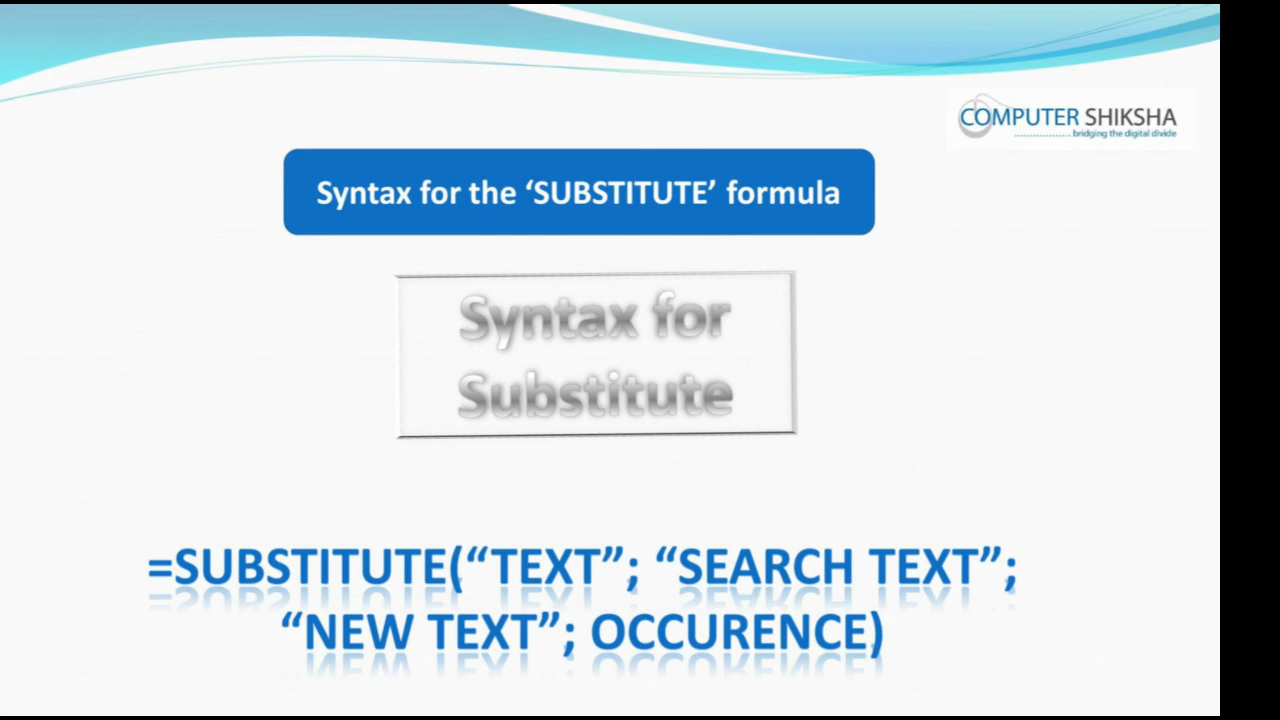 COMPUTER SHIKSHA
bridging the digital divide
Syntax for the ‘SUBSTITUTE’ formula
Syntax for
Substitute
=SUBSTITUTE(“TEXT”; “SEARCH TEXT”;
“NEW TEXT”; OCCURENCE)